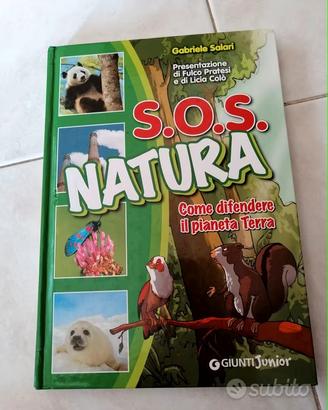 Gabriele Salari
Presentazione
di Fulco Pratesi
e di Licia Colò
S.O.S.
NATURA
Come difendere
il pianeta Terra
GIUNTI Junior
subito